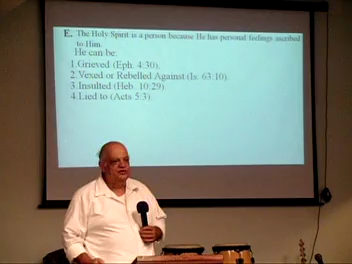 E. The Holy Spirit is a person because He has personal feelings ascribed
to Him.
He can be:
1.Grieved (Eph. 4:30).
2.Vexed or Rebelled Against (Is. 63:10).
3.Insulted (Heb. 10:29).
4.Lied to (Acts 5:3).